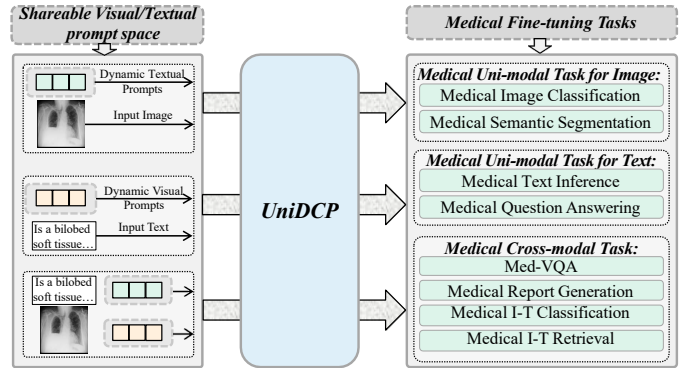 Shareable Visual/Textual
prompt space
Medical Fine-tuning Tasks
Dynamic Textual
Prompts
Input Image
Dynamic Visual
Prompts
Is a bilobed
soft tissue…
Input Text
Is a bilobed
soft tissue…
UniDCP
Medical Uni-modal Task for Image:
Medical Image Classification
Medical Semantic Segmentation
Medical Uni-modal Task for Text:
Medical Text Inference
Medical Question Answering
Medical Cross-modal Task:
Med-VQA
Medical Report Generation
Medical I-T Classification
Medical I-T Retrieval